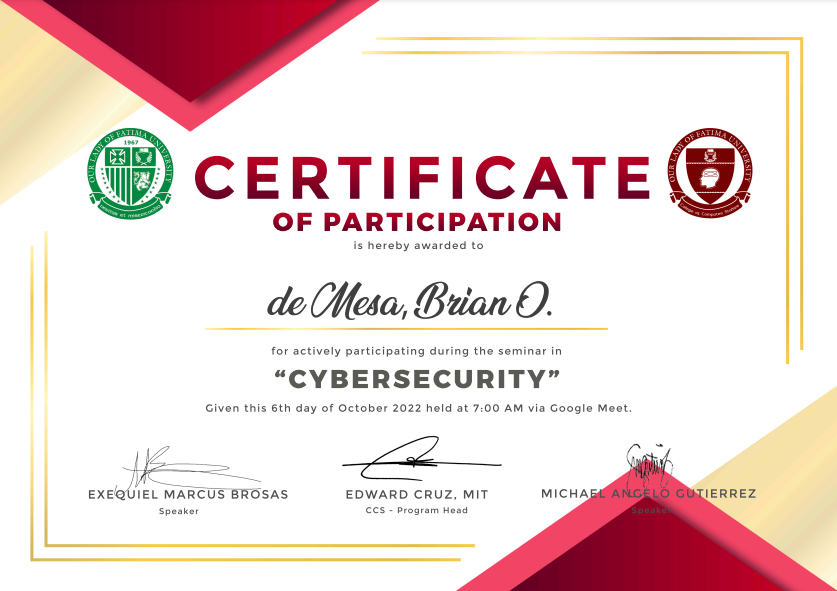 OUR LADY OF FATIMA UNIVERSITY
1967
Veritas et misericordia
OUR LADY OF FATIMA UNIVERSITY
College of Computer Studies
CERTIFICATE
OF PARTICIPATION
is hereby awarded to
de Mesa, Brian O.
for actively participating during the seminar in
“CYBERSECURITY”
Given this 6th day of October 2022 held at 7:00 AM via Google Meet.
EXEQUIEL MARCUS BROSAS
Speaker
EDWARD CRUZ, MIT
CCS - Program Head
MICHAEL ANGELO GUTIERREZ
Speaker